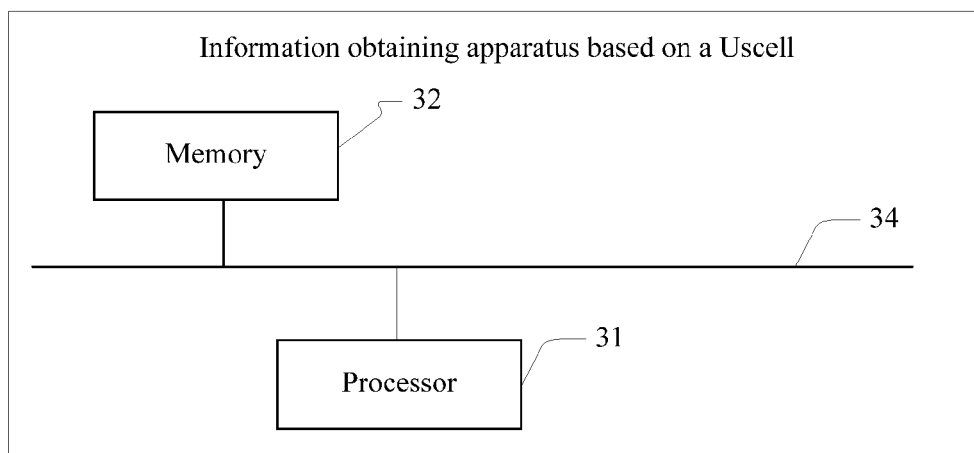 Information obtaining apparatus based on a Uscell
32
Memory
34
31
Processor